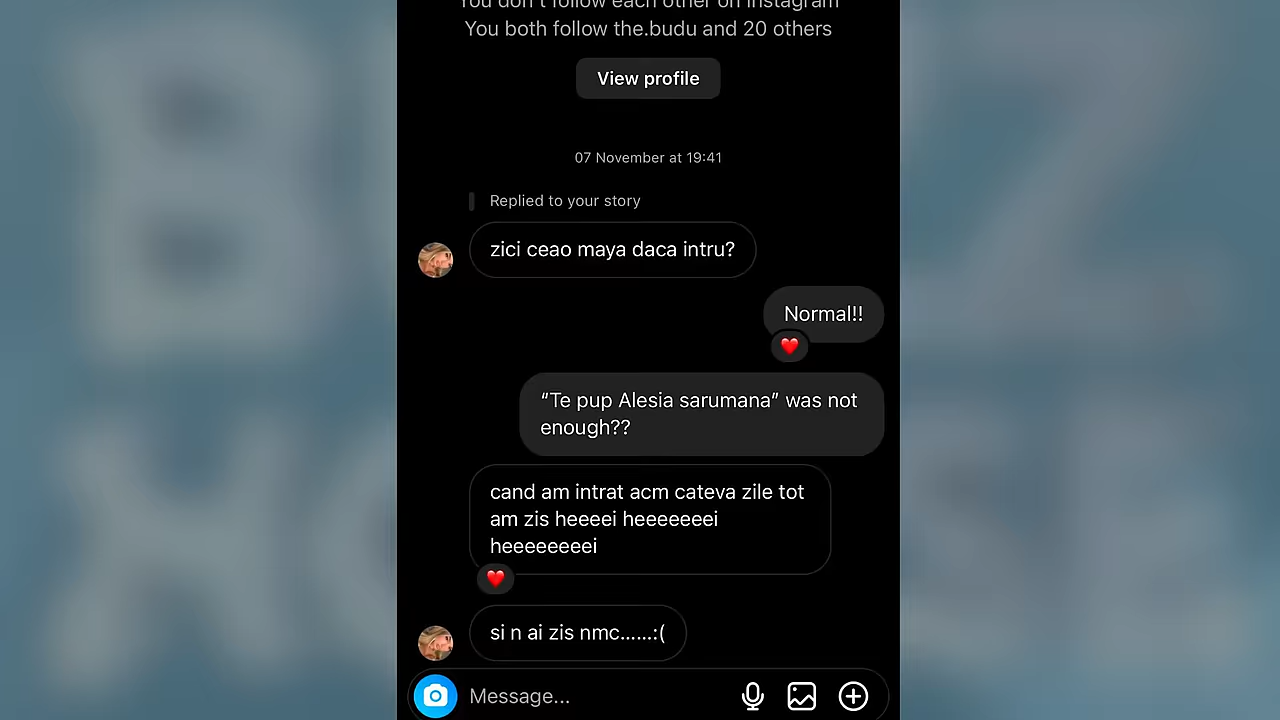 You don't follow each other on Instagram
You both follow the.budu and 20 others
View profile
07 November at 19:41
Replied to your story
zici ceao maya daca intru?
Normal!!
“Te pup Alesia sarumana” was not
enough??
cand am intrat acm cateva zile tot
am zis heeeei heeeeeeei
heeeeeeeei
si n ai zis nmc......:(
Message...